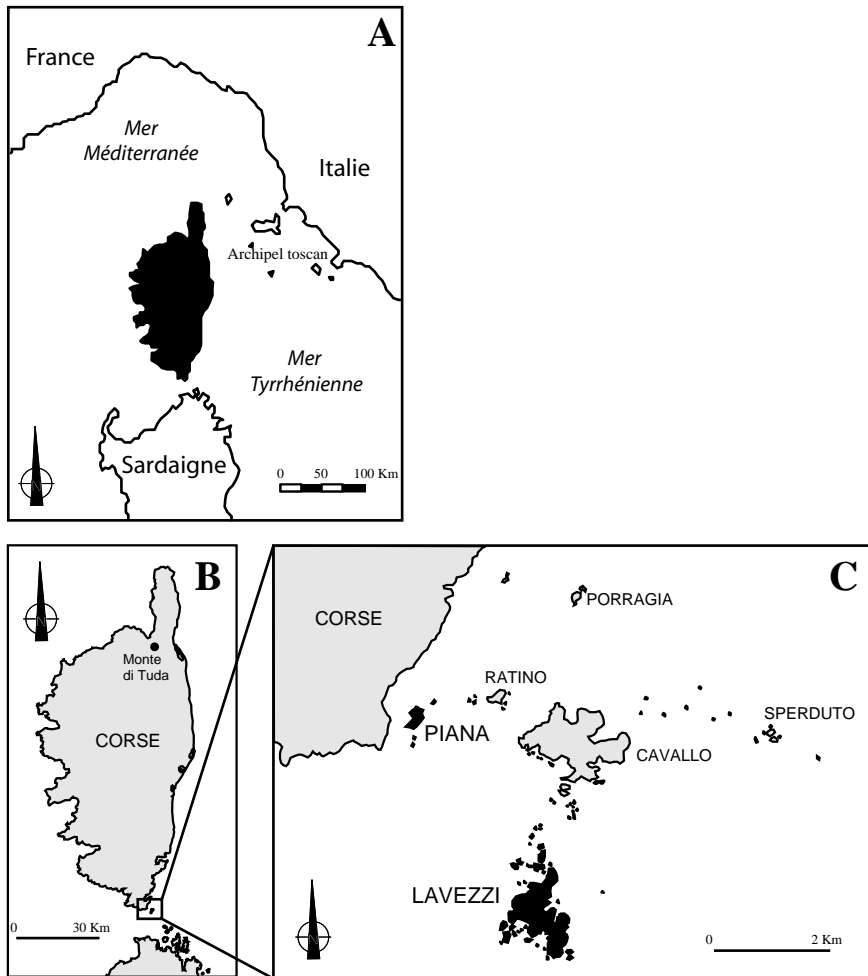 A
France
Mer
Méditerranée
Italie
Archipel toscan
Mer
Tyrrhénienne
Sardaigne
0 50 100 Km
N
B
N
Monte
di Tuda
CORSE
0 30 Km
C
CORSE
PORRAGIA
RATINO
PIANA
SPERDUTO
CAVALLO
LAVEZZI
N
0 2 Km